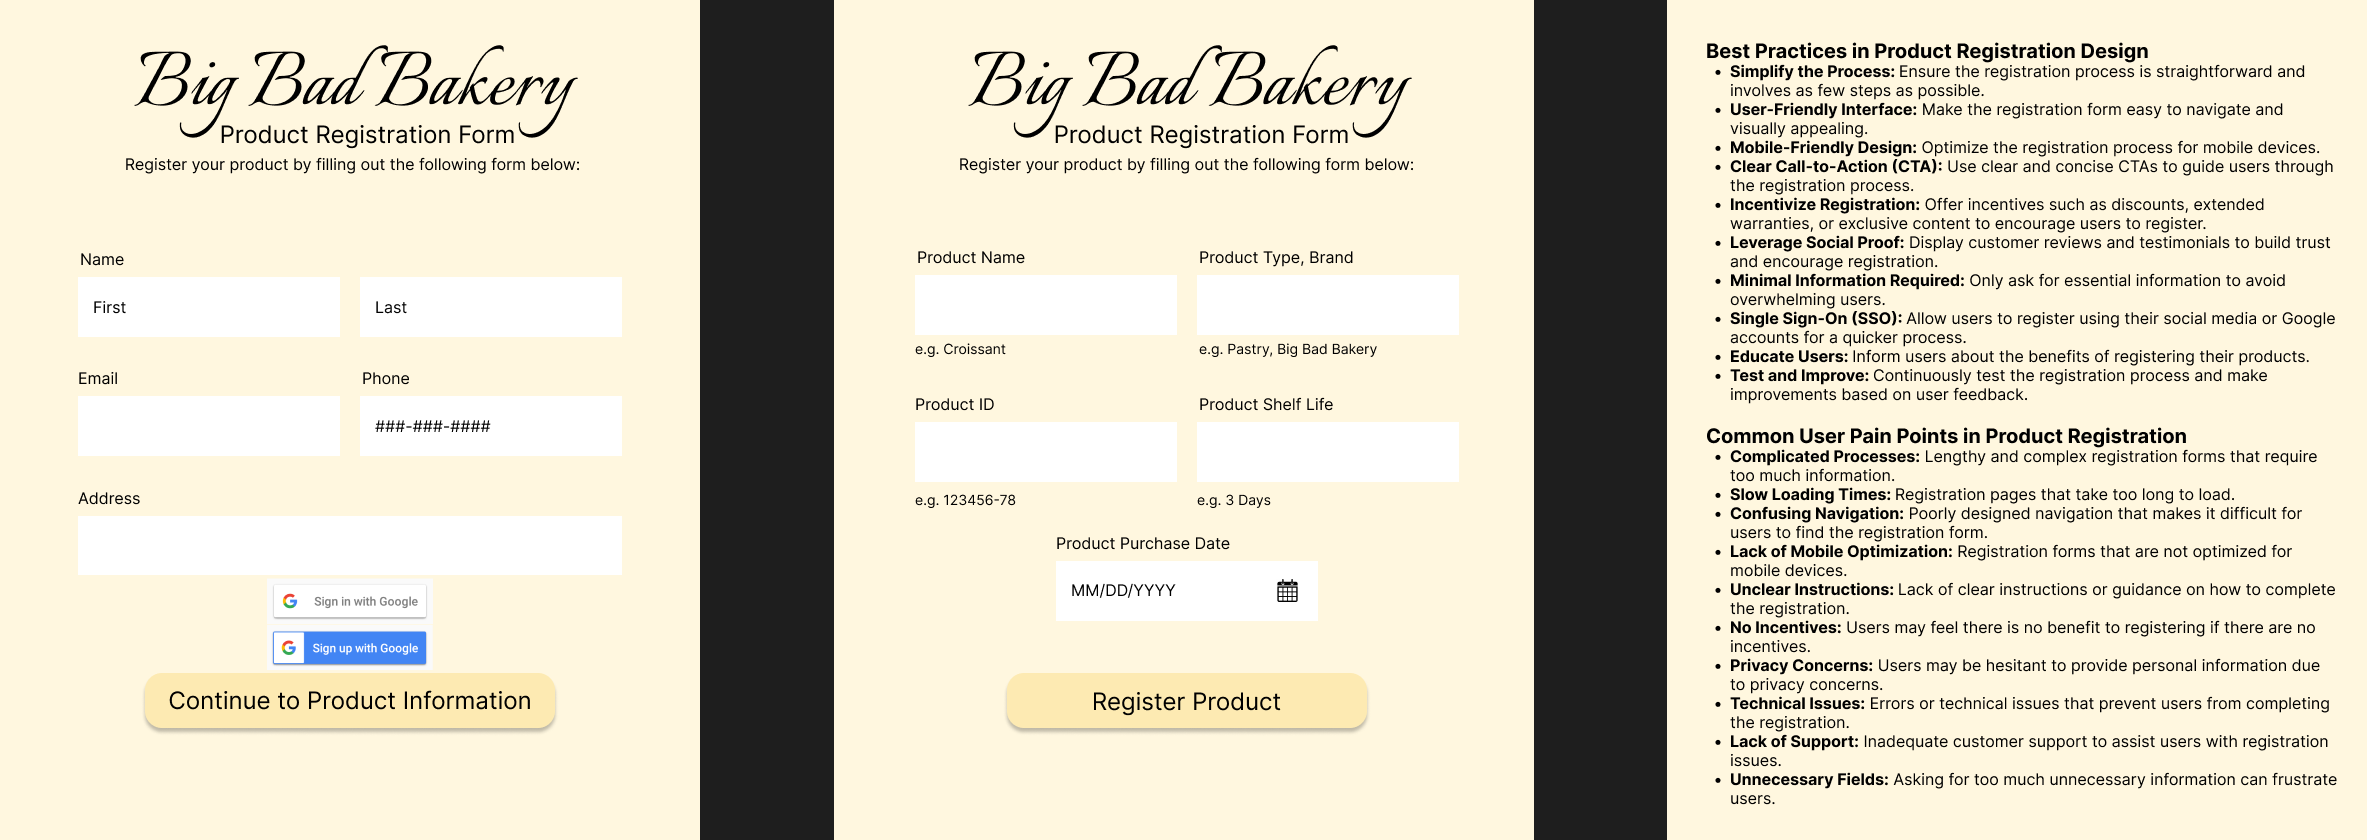 Big Bad Bakery
Product Registration Form
Register your product by filling out the following form below:
Name
First
Last
Email
Phone
###-###-####
Address
Sign in with Google
Sign up with Google
Continue to Product Information
Big Bad Bakery
Product Registration Form
Register your product by filling out the following form below:
Product Name
Product Type, Brand
e.g. Croissant
e.g. Pastry, Big Bad Bakery
Product ID
Product Shelf Life
e.g. 123456-78
e.g. 3 Days
Product Purchase Date
MM/DD/YYYY
Register Product
Best Practices in Product Registration Design
• Simplify the Process: Ensure the registration process is straightforward and
involves as few steps as possible.
• User-Friendly Interface: Make the registration form easy to navigate and
visually appealing.
• Mobile-Friendly Design: Optimize the registration process for mobile devices.
• Clear Call-to-Action (CTA): Use clear and concise CTAs to guide users through
the registration process.
• Incentivize Registration: Offer incentives such as discounts, extended
warranties, or exclusive content to encourage users to register.
• Leverage Social Proof: Display customer reviews and testimonials to build trust
and encourage registration.
• Minimal Information Required: Only ask for essential information to avoid
overwhelming users.
• Single Sign-On (SSO): Allow users to register using their social media or Google
accounts for a quicker process.
• Educate Users: Inform users about the benefits of registering their products.
• Test and Improve: Continuously test the registration process and make
improvements based on user feedback.
Common User Pain Points in Product Registration
• Complicated Processes: Lengthy and complex registration forms that require
too much information.
• Slow Loading Times: Registration pages that take too long to load.
• Confusing Navigation: Poorly designed navigation that makes it difficult for
users to find the registration form.
• Lack of Mobile Optimization: Registration forms that are not optimized for
mobile devices.
• Unclear Instructions: Lack of clear instructions or guidance on how to complete
the registration.
• No Incentives: Users may feel there is no benefit to registering if there are no
incentives.
• Privacy Concerns: Users may be hesitant to provide personal information due
to privacy concerns.
• Technical Issues: Errors or technical issues that prevent users from completing
the registration.
• Lack of Support: Inadequate customer support to assist users with registration
issues.
• Unnecessary Fields: Asking for too much unnecessary information can frustrate
users.